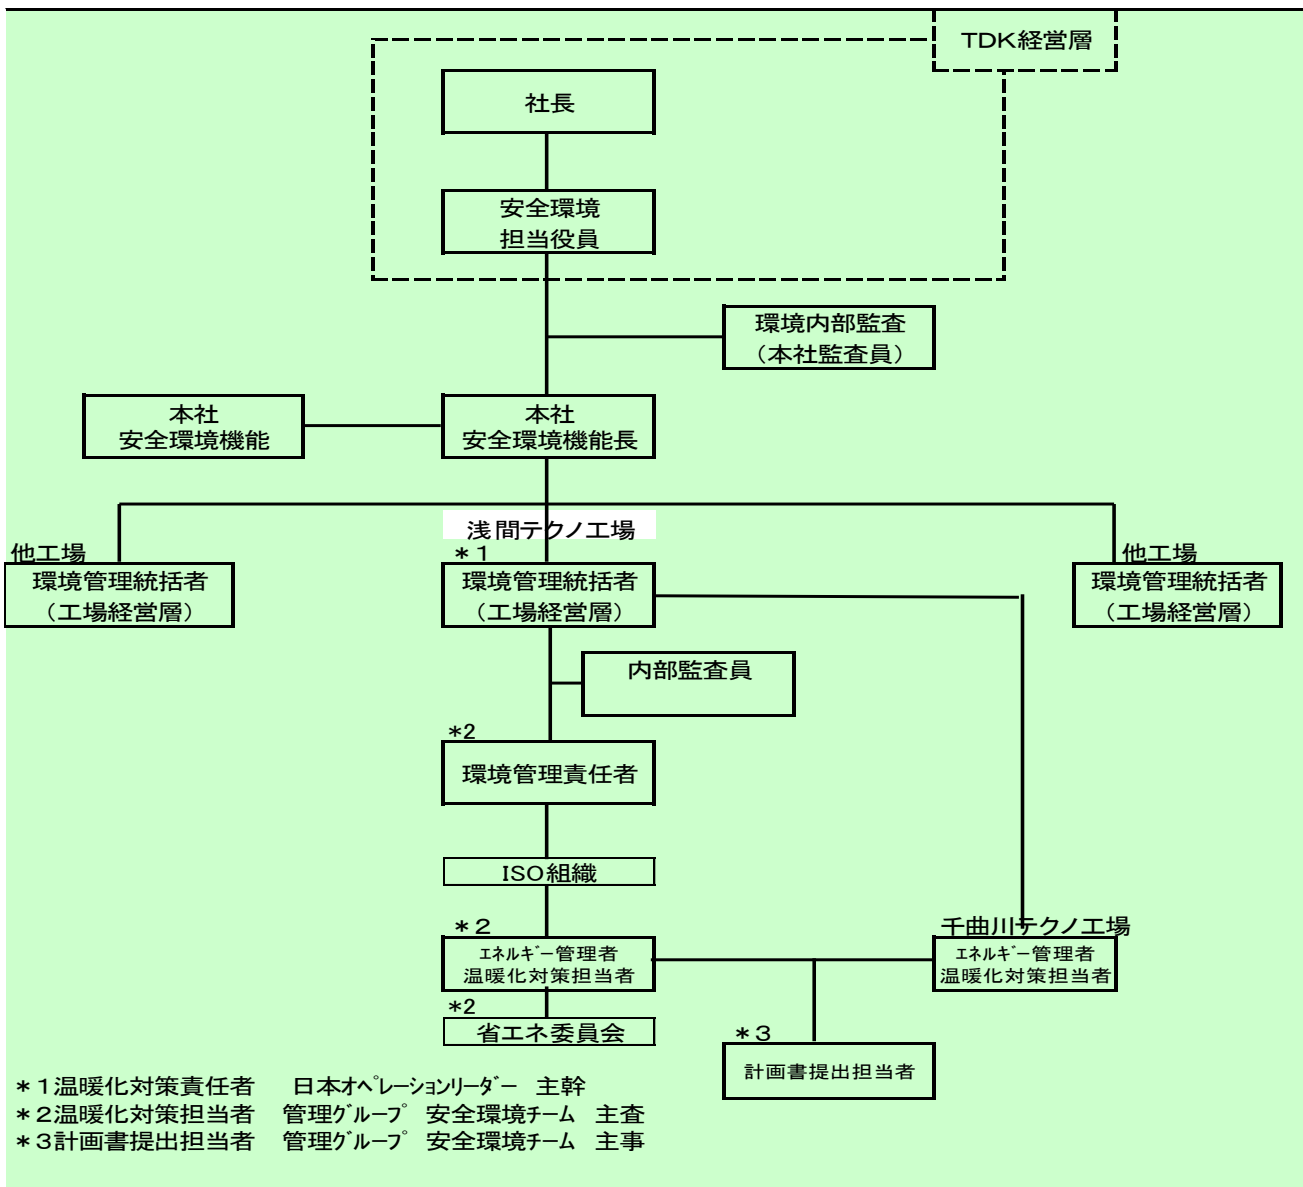 TDK経営層
社長
安全環境
担当役員
環境内部監査
(本社監査員)
本社
安全環境機能
本社
安全環境機能長
浅間テクノ工場
他工場
＊1
他工場
環境管理統括者
(工場経営層)
環境管理統括者
(工場経営層)
環境管理統括者
(工場経営層)
内部監査員
＊2
環境管理責任者
ISO組織
＊2
千曲川テクノ工場
ｴﾈﾙｷﾞｰ管理者
温暖化対策担当者
ｴﾈﾙｷﾞｰ管理者
温暖化対策担当者
＊2
省エネ委員会
＊3
計画書提出担当者
＊1温暖化対策責任者　日本ｵﾍﾟﾚｰｼｮﾝﾘｰﾀﾞｰ　主幹
＊2温暖化対策担当者　管理ｸﾞﾙｰﾌﾟ　安全環境ﾁｰﾑ　主査
＊3計画書提出担当者　管理ｸﾞﾙｰﾌﾟ　安全環境ﾁｰﾑ　主事